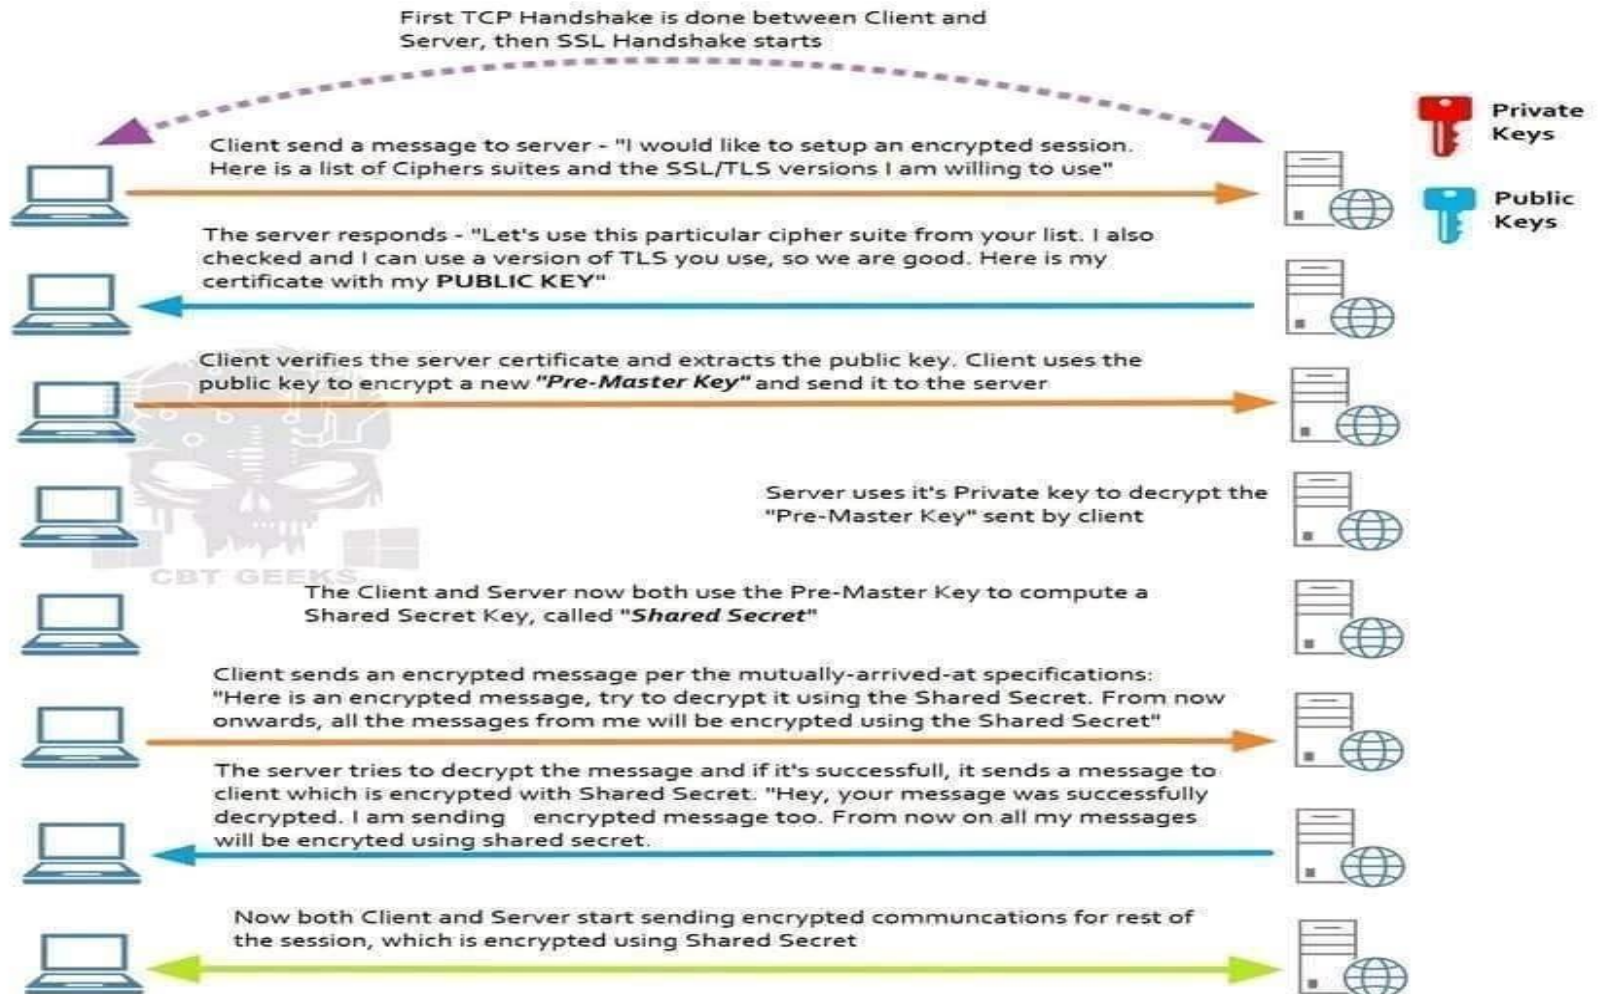 First TCP Handshake is done between Client and
Server, then SSL Handshake starts
Private
Keys
Client send a message to server - "I would like to setup an encrypted session.
Here is a list of Ciphers suites and the SSL/TLS versions I am willing to use"
Public
Keys
The server responds - "Let's use this particular cipher suite from your list. I also
checked and I can use a version of TLS you use, so we are good. Here is my
certificate with my PUBLIC KEY"
Client verifies the server certificate and extracts the public key. Client uses the
public key to encrypt a new "Pre-Master Key" and send it to the server
Server uses it's Private key to decrypt the
"Pre-Master Key" sent by client
CBT GEEKS
The Client and Server now both use the Pre-Master Key to compute a
Shared Secret Key, called "Shared Secret"
Client sends an encrypted message per the mutually-arrived-at specifications:
"Here is an encrypted message, try to decrypt it using the Shared Secret. From now
onwards, all the messages from me will be encrypted using the Shared Secret"
The server tries to decrypt the message and if it's successfull, it sends a message to
client which is encrypted with Shared Secret. "Hey, your message was successfully
decrypted. I am sending encrypted message too. From now on all my messages
will be encryted using shared secret.
Now both Client and Server start sending encrypted communcations for rest of
the session, which is encrypted using Shared Secret